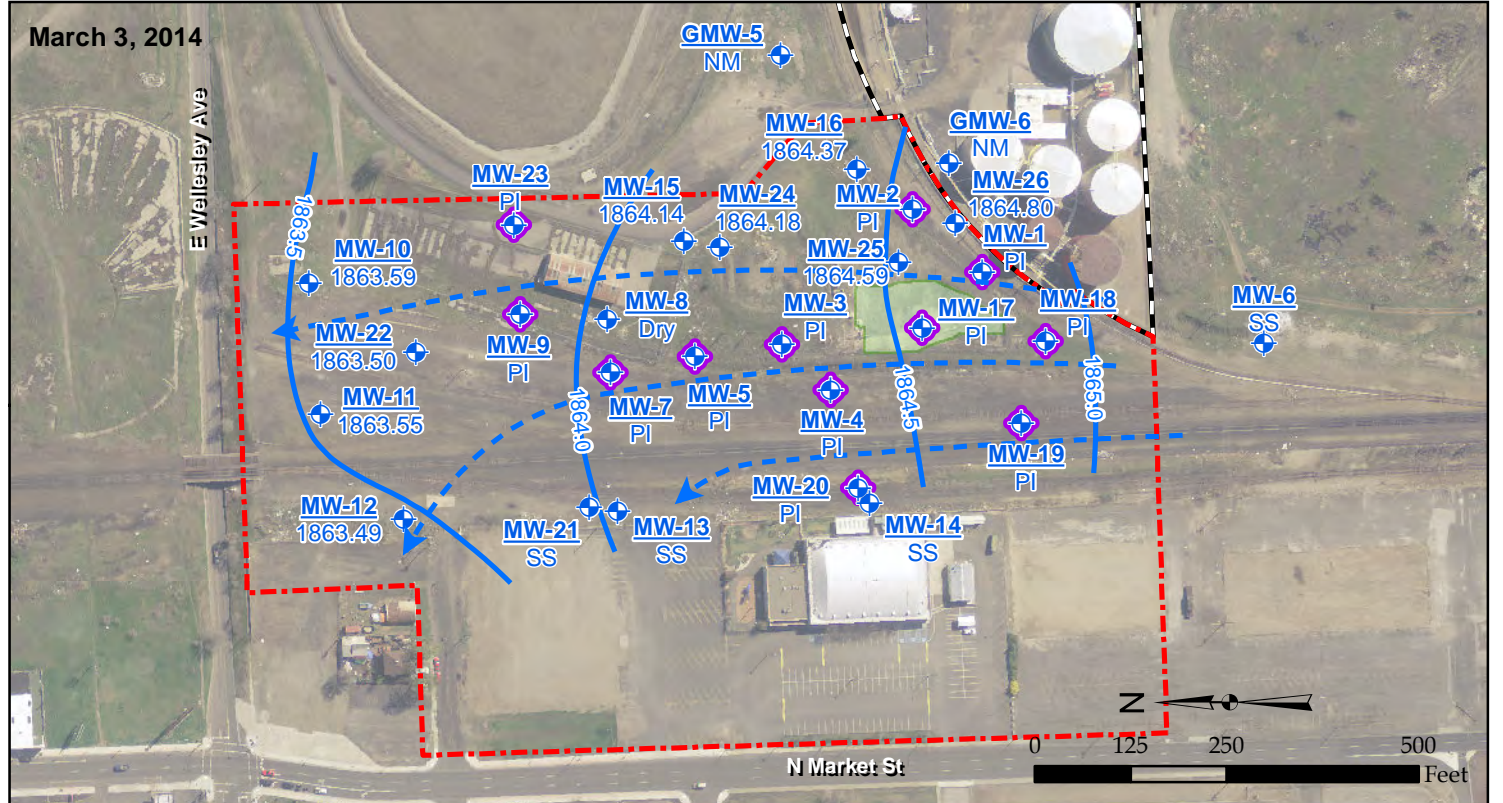 March 3, 2014
GMW-5
NM
E Wellesley Ave
MW-16
1864.37
GMW-6
NM
MW-23
PI
MW-15
1864.14
MW-24
1864.18
MW-2
PI
MW-26
1864.80
1863.5
MW-10
1863.59
MW-25
1864.59
MW-1
PI
MW-8
Dry
MW-3
PI
MW-17
PI
MW-18
PI
MW-6
SS
MW-22
1863.50
MW-9
PI
MW-11
1863.55
MW-7
PI
MW-5
PI
MW-4
PI
1864.0
1864.5
1865.0
MW-19
PI
MW-12
1863.49
MW-21
SS
MW-13
SS
MW-20
PI
MW-14
SS
N
0 125 250 500
Feet
N Market St